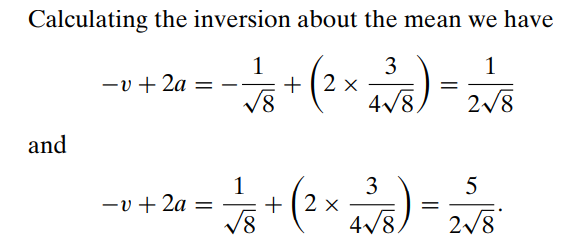 Calculating the inversion about the mean we have
−v + 2a = −1/√8 + (2 × 3/4√8) = 1/2√8
and
−v + 2a = 1/√8 + (2 × 3/4√8) = 5/2√8.